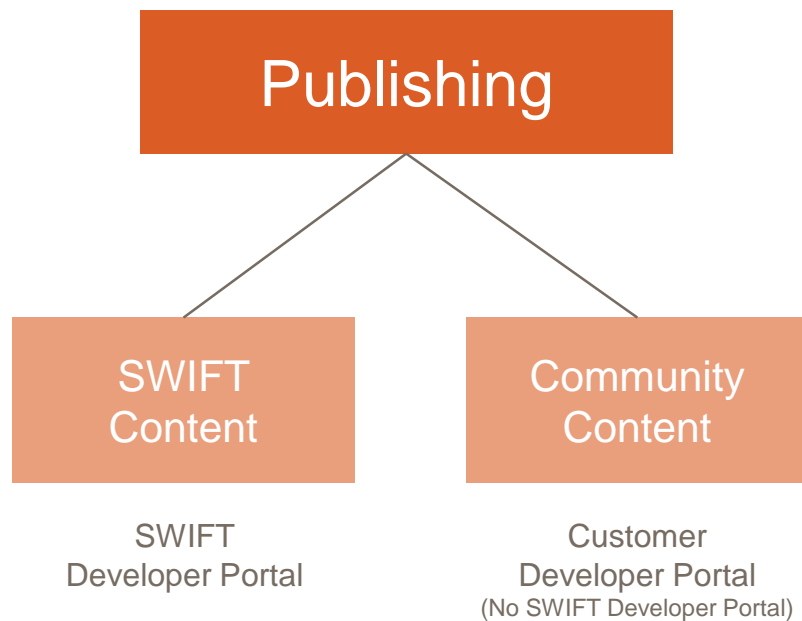 Publishing
SWIFT
Content
Community
Content
SWIFT
Developer Portal
Customer
Developer Portal
(No SWIFT Developer Portal)